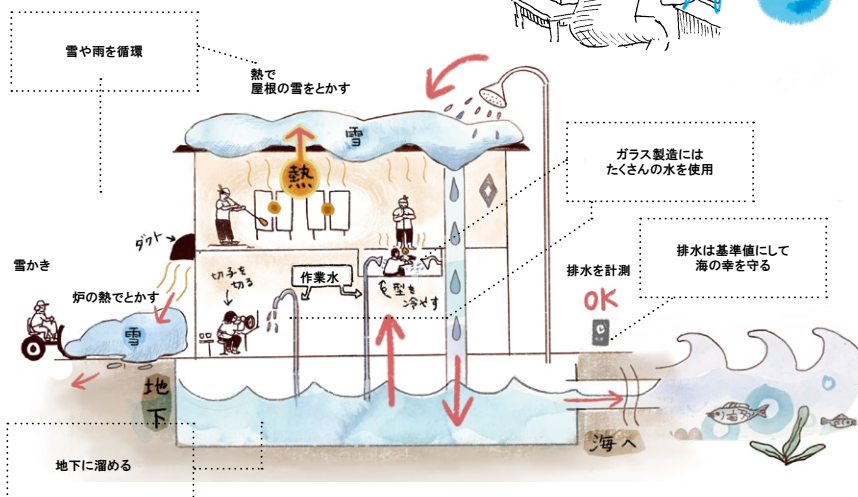 雪や雨を循環
熱で
屋根の雪をとかす
雪
熱
ガラス製造には
たくさんの水を使用
ダクト
雪かき
炉の熱でとかす
雪
切子を
切る
作業水
型を
冷やす
排水を計測
OK
排水は基準値にして
海の幸を守る
地
下
海へ
地下に溜める